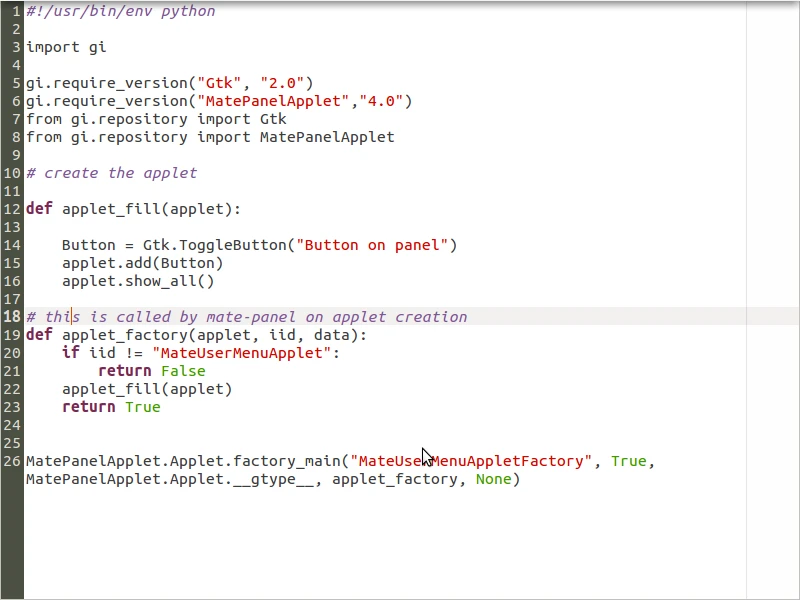 1 #!/usr/bin/env python
2
3 import gi
4
5 gi.require_version("Gtk", "2.0")
6 gi.require_version("MatePanelApplet","4.0")
7 from gi.repository import Gtk
8 from gi.repository import MatePanelApplet
9
10 # create the applet
11
12 def applet_fill(applet):
13
14     Button = Gtk.ToggleButton("Button on panel")
15     applet.add(Button)
16     applet.show_all()
17
18 # this is called by mate-panel on applet creation
19 def applet_factory(applet, iid, data):
20     if iid != "MateUserMenuApplet":
21         return False
22     applet_fill(applet)
23     return True
24
25
26 MatePanelApplet.Applet.factory_main("MateUserMenuAppletFactory", True,
MatePanelApplet.Applet.__gtype__, applet_factory, None)